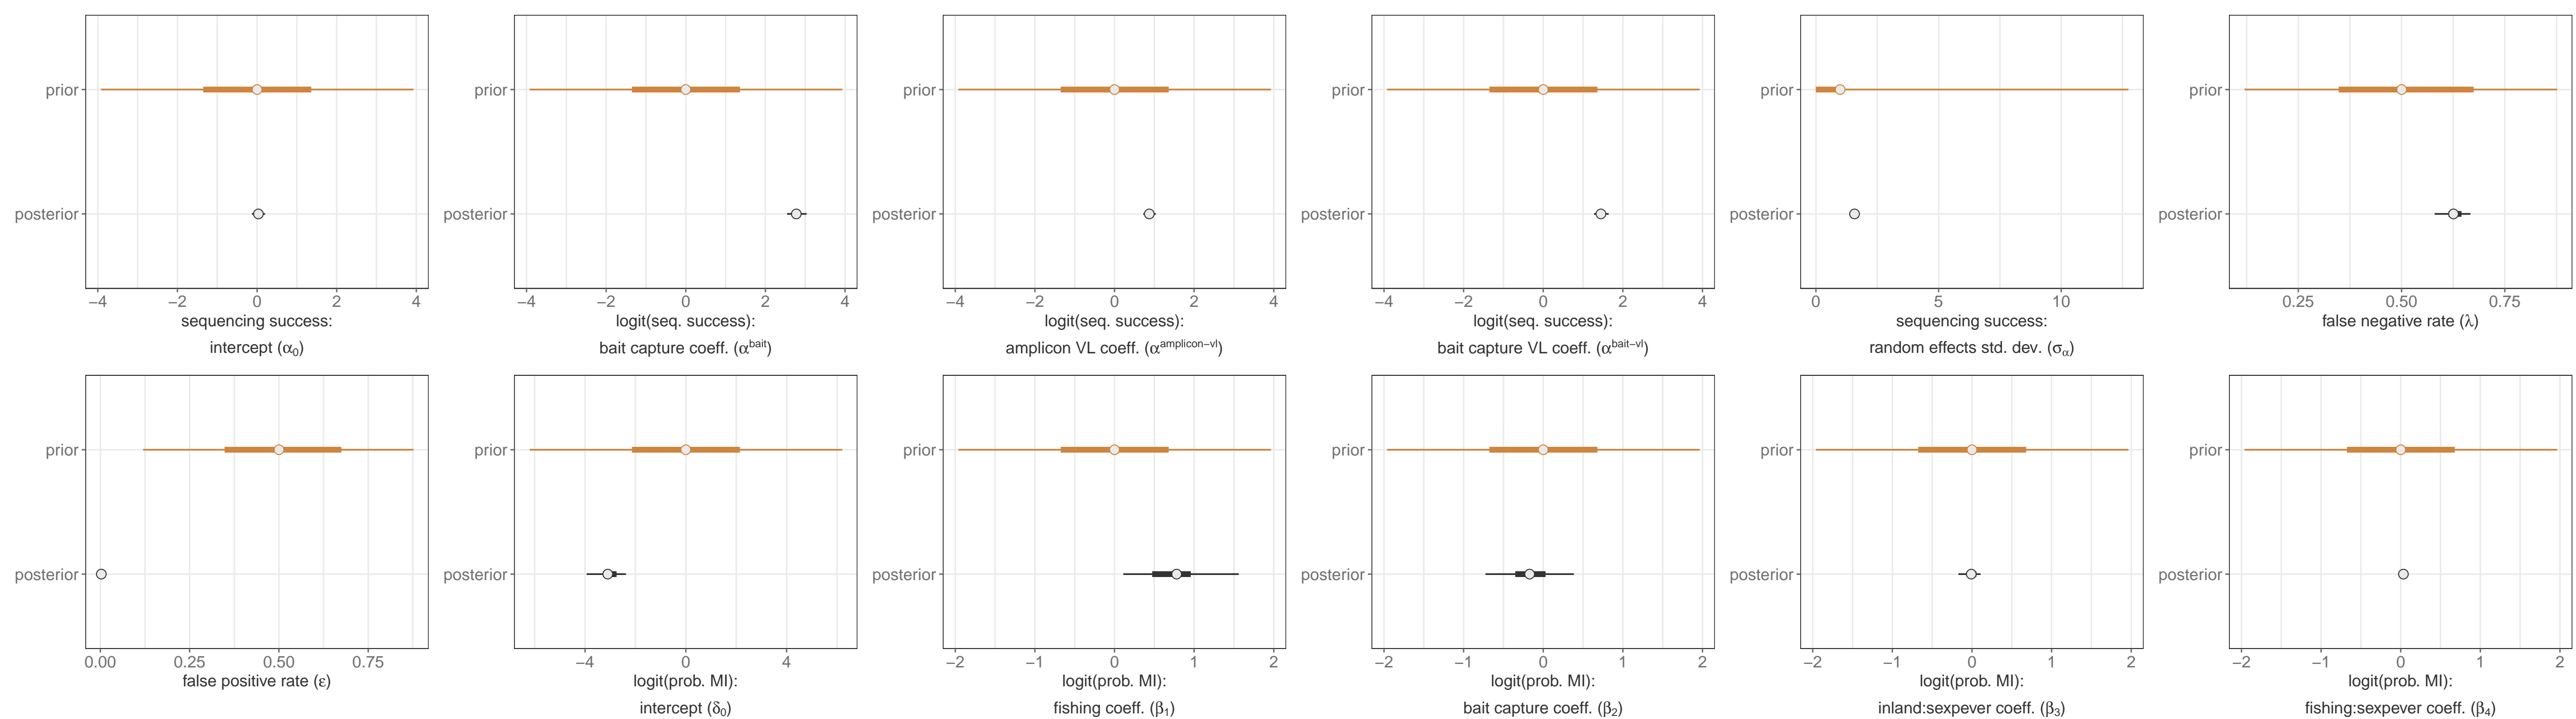 prior
posterior
−4 −2 0 2 4
sequencing success:
intercept (α0)
prior
posterior
−4 −2 0 2 4
logit(seq. success):
bait capture coeff. (αbait)
prior
posterior
−4 −2 0 2 4
logit(seq. success):
amplicon VL coeff. (αamplicon−vl)
prior
posterior
−4 −2 0 2 4
logit(seq. success):
bait capture VL coeff. (αbait−vl)
prior
posterior
0 5 10
sequencing success:
random effects std. dev. (σα)
prior
posterior
0.25 0.50 0.75
false negative rate (λ)
prior
posterior
0.00 0.25 0.50 0.75
false positive rate (ε)
prior
posterior
−4 0 4
logit(prob. MI):
intercept (δ0)
prior
posterior
−2 −1 0 1 2
logit(prob. MI):
fishing coeff. (β1)
prior
posterior
−2 −1 0 1 2
logit(prob. MI):
bait capture coeff. (β2)
prior
posterior
−2 −1 0 1 2
logit(prob. MI):
inland:sexpever coeff. (β3)
prior
posterior
−2 −1 0 1 2
logit(prob. MI):
fishing:sexpever coeff. (β4)